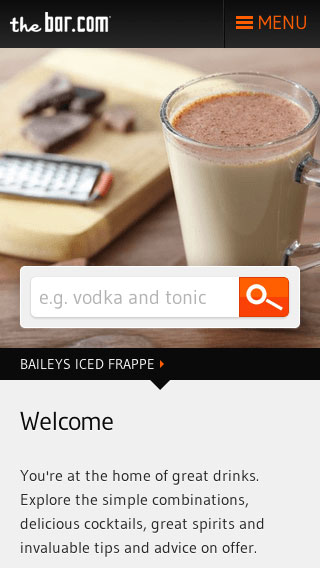 the bar.com
MENU
e.g. vodka and tonic
BAILEYS ICED FRAPPE
Welcome
You're at the home of great drinks.
Explore the simple combinations,
delicious cocktails, great spirits and
invaluable tips and advice on offer.